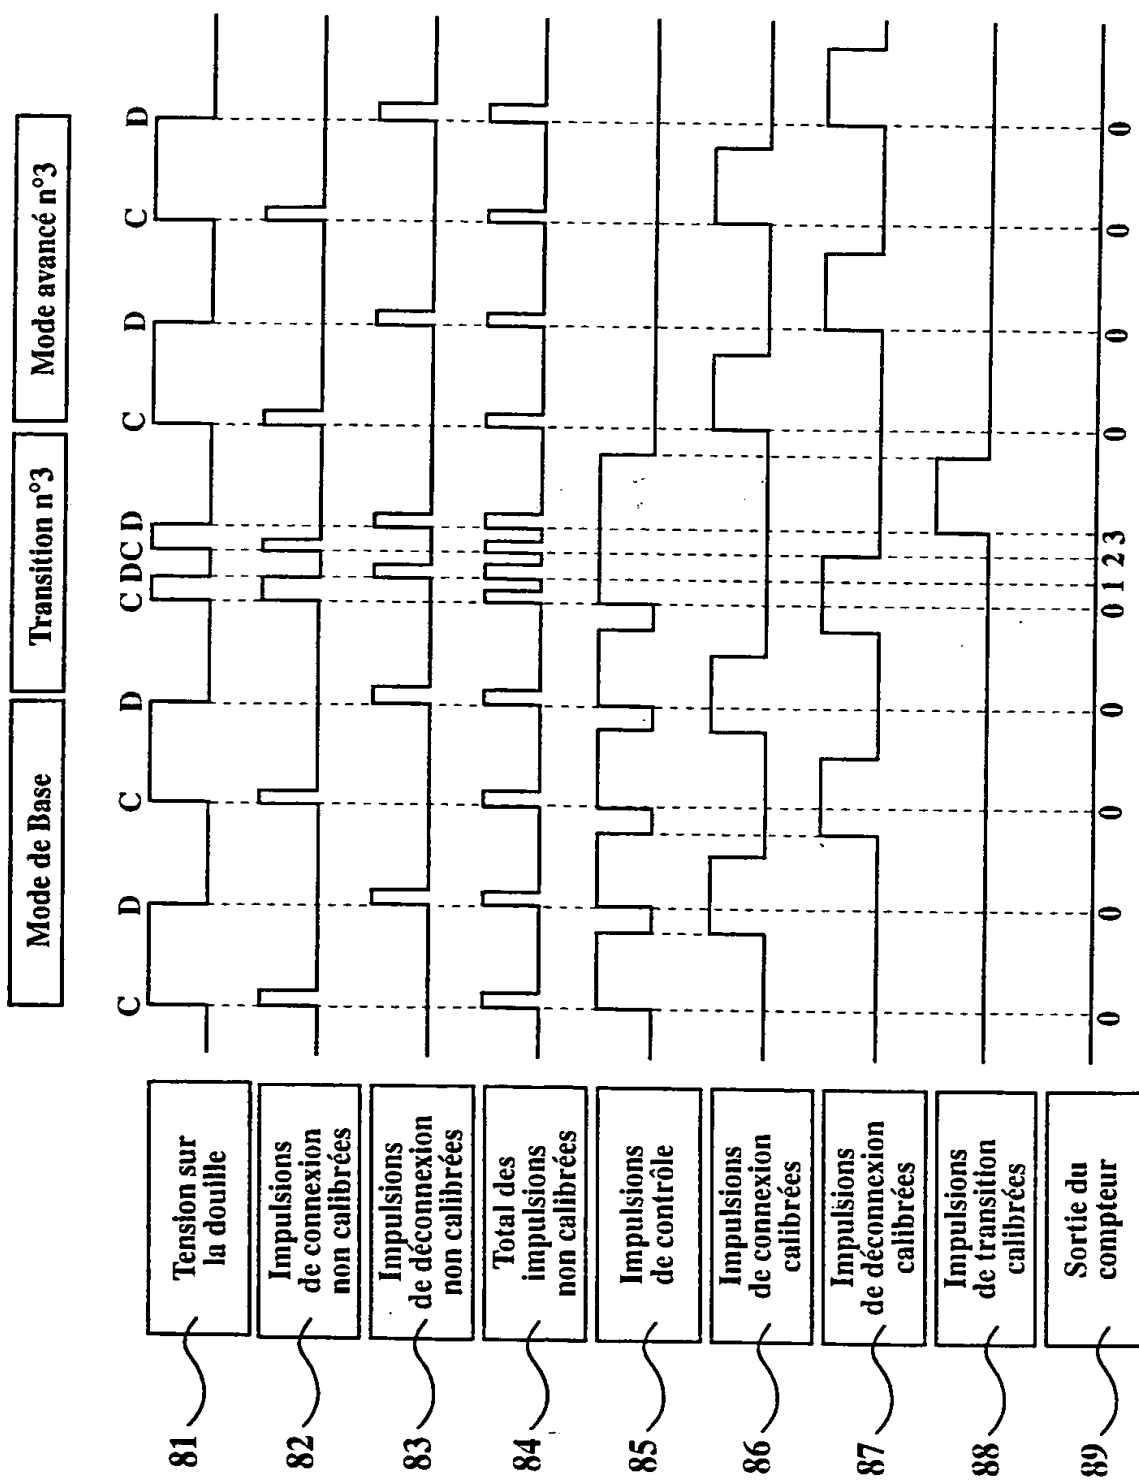 Mode de Base
Transition n°3
Mode avancé n°3
C D C D C D C D C D C D
81
Tension sur
la douille
82
Impulsions
de connexion
non calibrées
83
Impulsions
de déconnexion
non calibrées
84
Total des
impulsions
non calibrées
85
Impulsions
de contrôle
86
Impulsions
de connexion
calibrées
87
Impulsions
de déconnexion
calibrées
88
Impulsions
de transition
calibrées
89
Sortie du
compteur
0 0 0 0 0 1 2 3 0 0 0 0